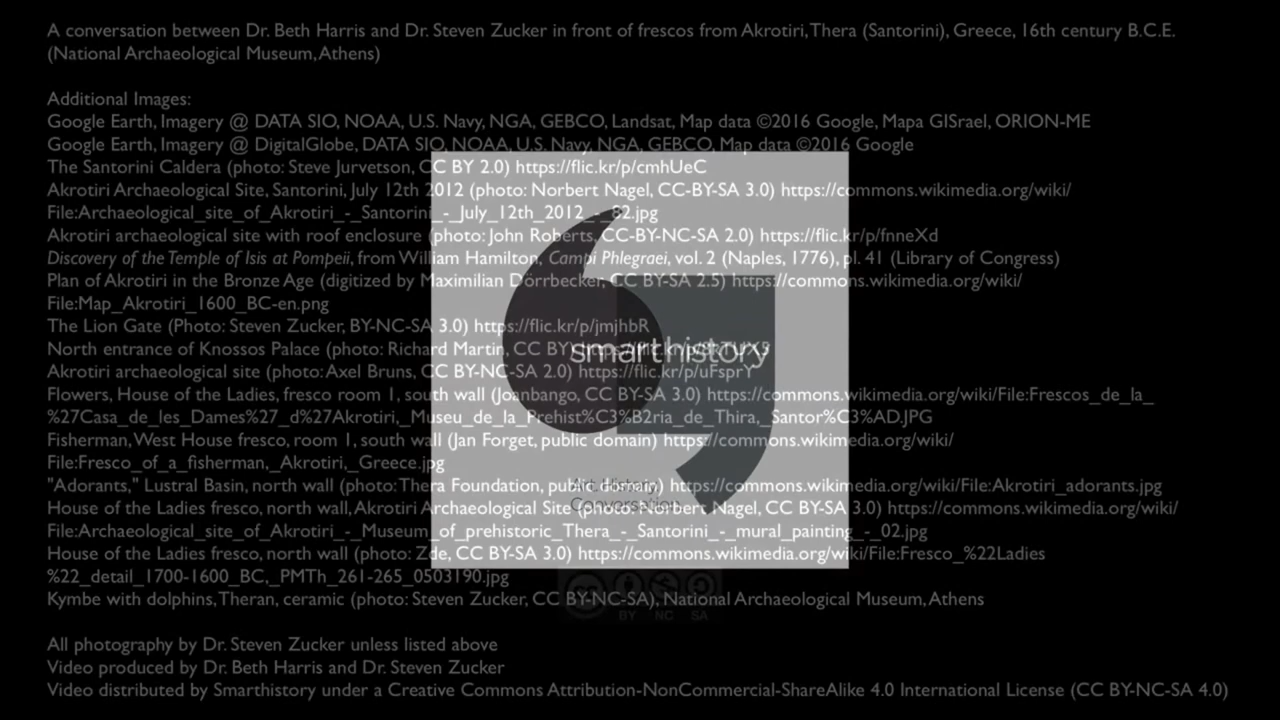 A conversation between Dr. Beth Harris and Dr. Steven Zucker in front of frescos from Akrotiri, Thera (Santorini), Greece, 16th century B.C.E.
(National Archaeological Museum, Athens)
Additional Images:
Google Earth, Imagery @ DATA SIO, NOAA, U.S. Navy, NGA, GEBCO, Landsat, Map data ©2016 Google, Mapa GISrael, ORION-ME
Google Earth, Imagery @ DigitalGlobe, DATA SIO, NOAA, U.S. Navy, NGA, GEBCO, Map data ©2016 Google
The Santorini Caldera (photo: Steve Jurvetson, CC BY 2.0) https://flic.kr/p/cmhUeC
Akrotiri Archaeological Site, Santorini, July 12th 2012 (photo: Norbert Nagel, CC-BY-SA 3.0) https://commons.wikimedia.org/wiki/
File:Archaeological_site_of_Akrotiri_-_Santorini_-_July_12th_2012_-_32.jpg
Akrotiri archaeological site with roof enclosure (photo: John Roberts, CC-BY-NC-SA 2.0) https://flic.kr/p/fnneXd
Discovery of the Temple of Isis at Pompeii, from William Hamilton, Campi Phlegraei, vol. 2 (Naples, 1776), pl. 41 (Library of Congress)
Plan of Akrotiri in the Bronze Age (digitized by Maximilian Dörrbecker, CC BY-SA 2.5) https://commons.wikimedia.org/wiki/
File:Map_Akrotiri_1600_BC-en.png
The Lion Gate (Photo: Steven Zucker, BY-NC-SA 3.0) https://flic.kr/p/jmjhbR
North entrance of Knossos Palace (photo: Richard Martin, CC BY)
smarthistory
Akrotiri archaeological site (photo: Axel Bruns, CC BY-NC-SA 2.0) https://flic.kr/p/uFsprY
Flowers, House of the Ladies, fresco room 1, south wall (Joanbango, CC BY-SA 3.0) https://commons.wikimedia.org/wiki/File:Frescos_de_la_
%27Casa_de_les_Dames%27_d%27Akrotiri,_Museu_de_la_Prehist%C3%B2ria_de_Thira,_Santor%C3%AD.JPG
Fisherman, West House fresco, room 1, south wall (Jan Forget, public domain) https://commons.wikimedia.org/wiki/
File:Fresco_of_a_fisherman,_Akrotiri,_Greece.jpg
"Adorants," Lustral Basin, north wall (photo: Thera Foundation, public domain) https://commons.wikimedia.org/wiki/File:Akrotiri_adorants.jpg
Art History
Conversation
House of the Ladies fresco, north wall, Akrotiri Archaeological Site (photo: Norbert Nagel, CC BY-SA 3.0) https://commons.wikimedia.org/wiki/
File:Archaeological_site_of_Akrotiri_-_Museum_of_prehistoric_Thera_-_Santorini_-_mural_painting_-_02.jpg
House of the Ladies fresco, north wall (photo: Zde, CC BY-SA 3.0) https://commons.wikimedia.org/wiki/File:Fresco_%22Ladies
%22_detail_1700-1600_BC,_PMTh_261-265_0503190.jpg
Kymbe with dolphins, Theran, ceramic (photo: Steven Zucker, CC BY-NC-SA), National Archaeological Museum, Athens
CC BY NC SA
All photography by Dr. Steven Zucker unless listed above
Video produced by Dr. Beth Harris and Dr. Steven Zucker
Video distributed by Smarthistory under a Creative Commons Attribution-NonCommercial-ShareAlike 4.0 International License (CC BY-NC-SA 4.0)